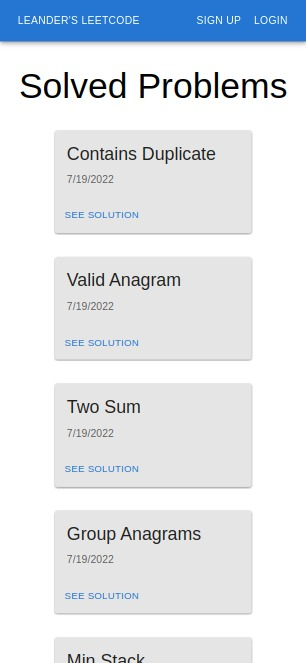 LEANDER'S LEETCODE SIGN UP LOGIN
Solved Problems
Contains Duplicate
7/19/2022
SEE SOLUTION
Valid Anagram
7/19/2022
SEE SOLUTION
Two Sum
7/19/2022
SEE SOLUTION
Group Anagrams
7/19/2022
SEE SOLUTION
Min Stack